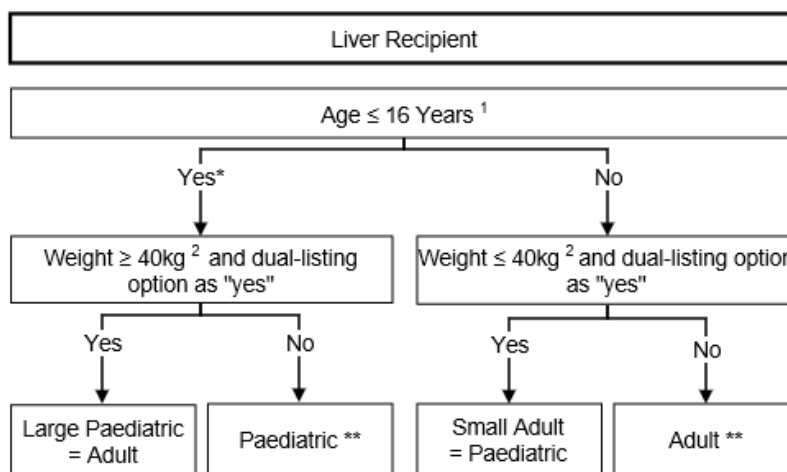 Liver Recipient
Age ≤ 16 Years ¹
Yes*
No
Weight ≥ 40kg ² and dual-listing
option as "yes"
Weight ≤ 40kg ² and dual-listing option
as "yes"
Yes
No
Yes
No
Large Paediatric
= Adult
Paediatric **
Small Adult
= Paediatric
Adult **